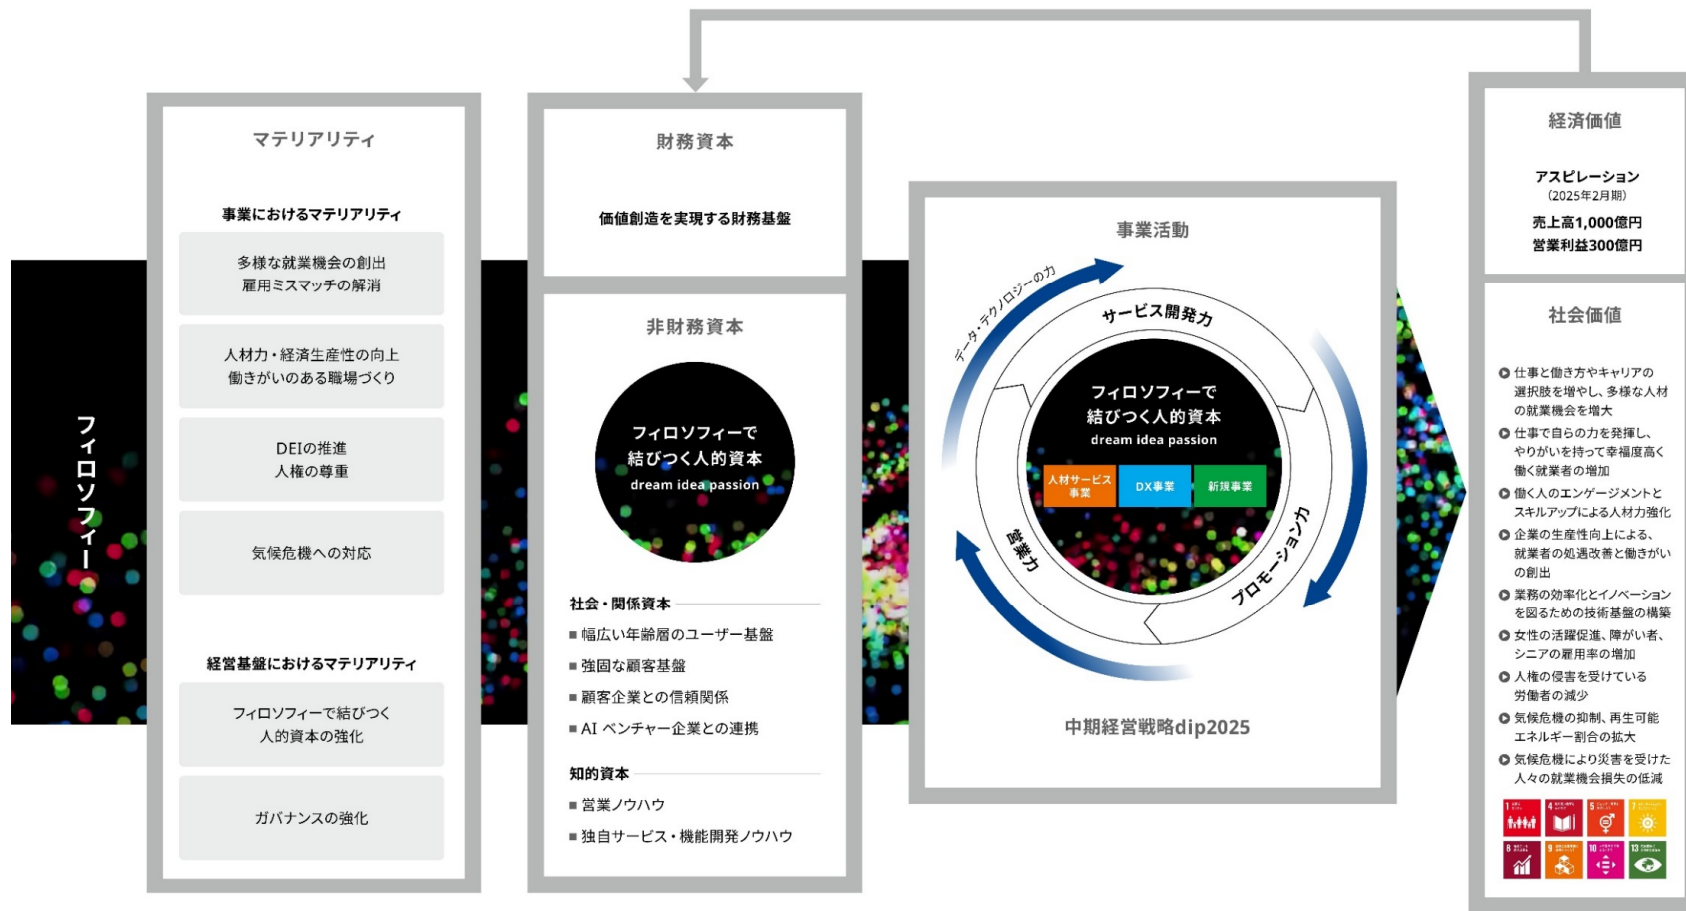 フィロソフィー
マテリアリティ
事業におけるマテリアリティ
多様な就業機会の創出
雇用ミスマッチの解消
人材力・経済生産性の向上
働きがいのある職場づくり
DEIの推進
人権の尊重
気候危機への対応
経営基盤におけるマテリアリティ
フィロソフィーで結びつく
人的資本の強化
ガバナンスの強化
財務資本
価値創造を実現する財務基盤
非財務資本
フィロソフィーで
結びつく人的資本
dream idea passion
社会・関係資本
■ 幅広い年齢層のユーザー基盤
■ 強固な顧客基盤
■ 顧客企業との信頼関係
■ AI ベンチャー企業との連携
知的資本
■ 営業ノウハウ
■ 独自サービス・機能開発ノウハウ
事業活動
データ・テクノロジーの力
サービス開発力
プロモーション力
営業力
フィロソフィーで
結びつく人的資本
dream idea passion
人材サービス
事業
DX事業
新規事業
中期経営戦略dip2025
経済価値
アスピレーション
（2025年2月期）
売上高1,000億円
営業利益300億円
社会価値
仕事と働き方やキャリアの
選択肢を増やし、多様な人材
の就業機会を増大
仕事で自らの力を発揮し、
やりがいを持って幸福度高く
働く就業者の増加
働く人のエンゲージメントと
スキルアップによる人材力強化
企業の生産性向上による、
就業者の処遇改善と働きがい
の創出
業務の効率化とイノベーション
を図るための技術基盤の構築
女性の活躍促進、障がい者、
シニアの雇用率の増加
人権の侵害を受けている
労働者の減少
気候危機の抑制、再生可能
エネルギー割合の拡大
気候危機により災害を受けた
人々の就業機会損失の低減
1
4
5
7
8
9
10
13